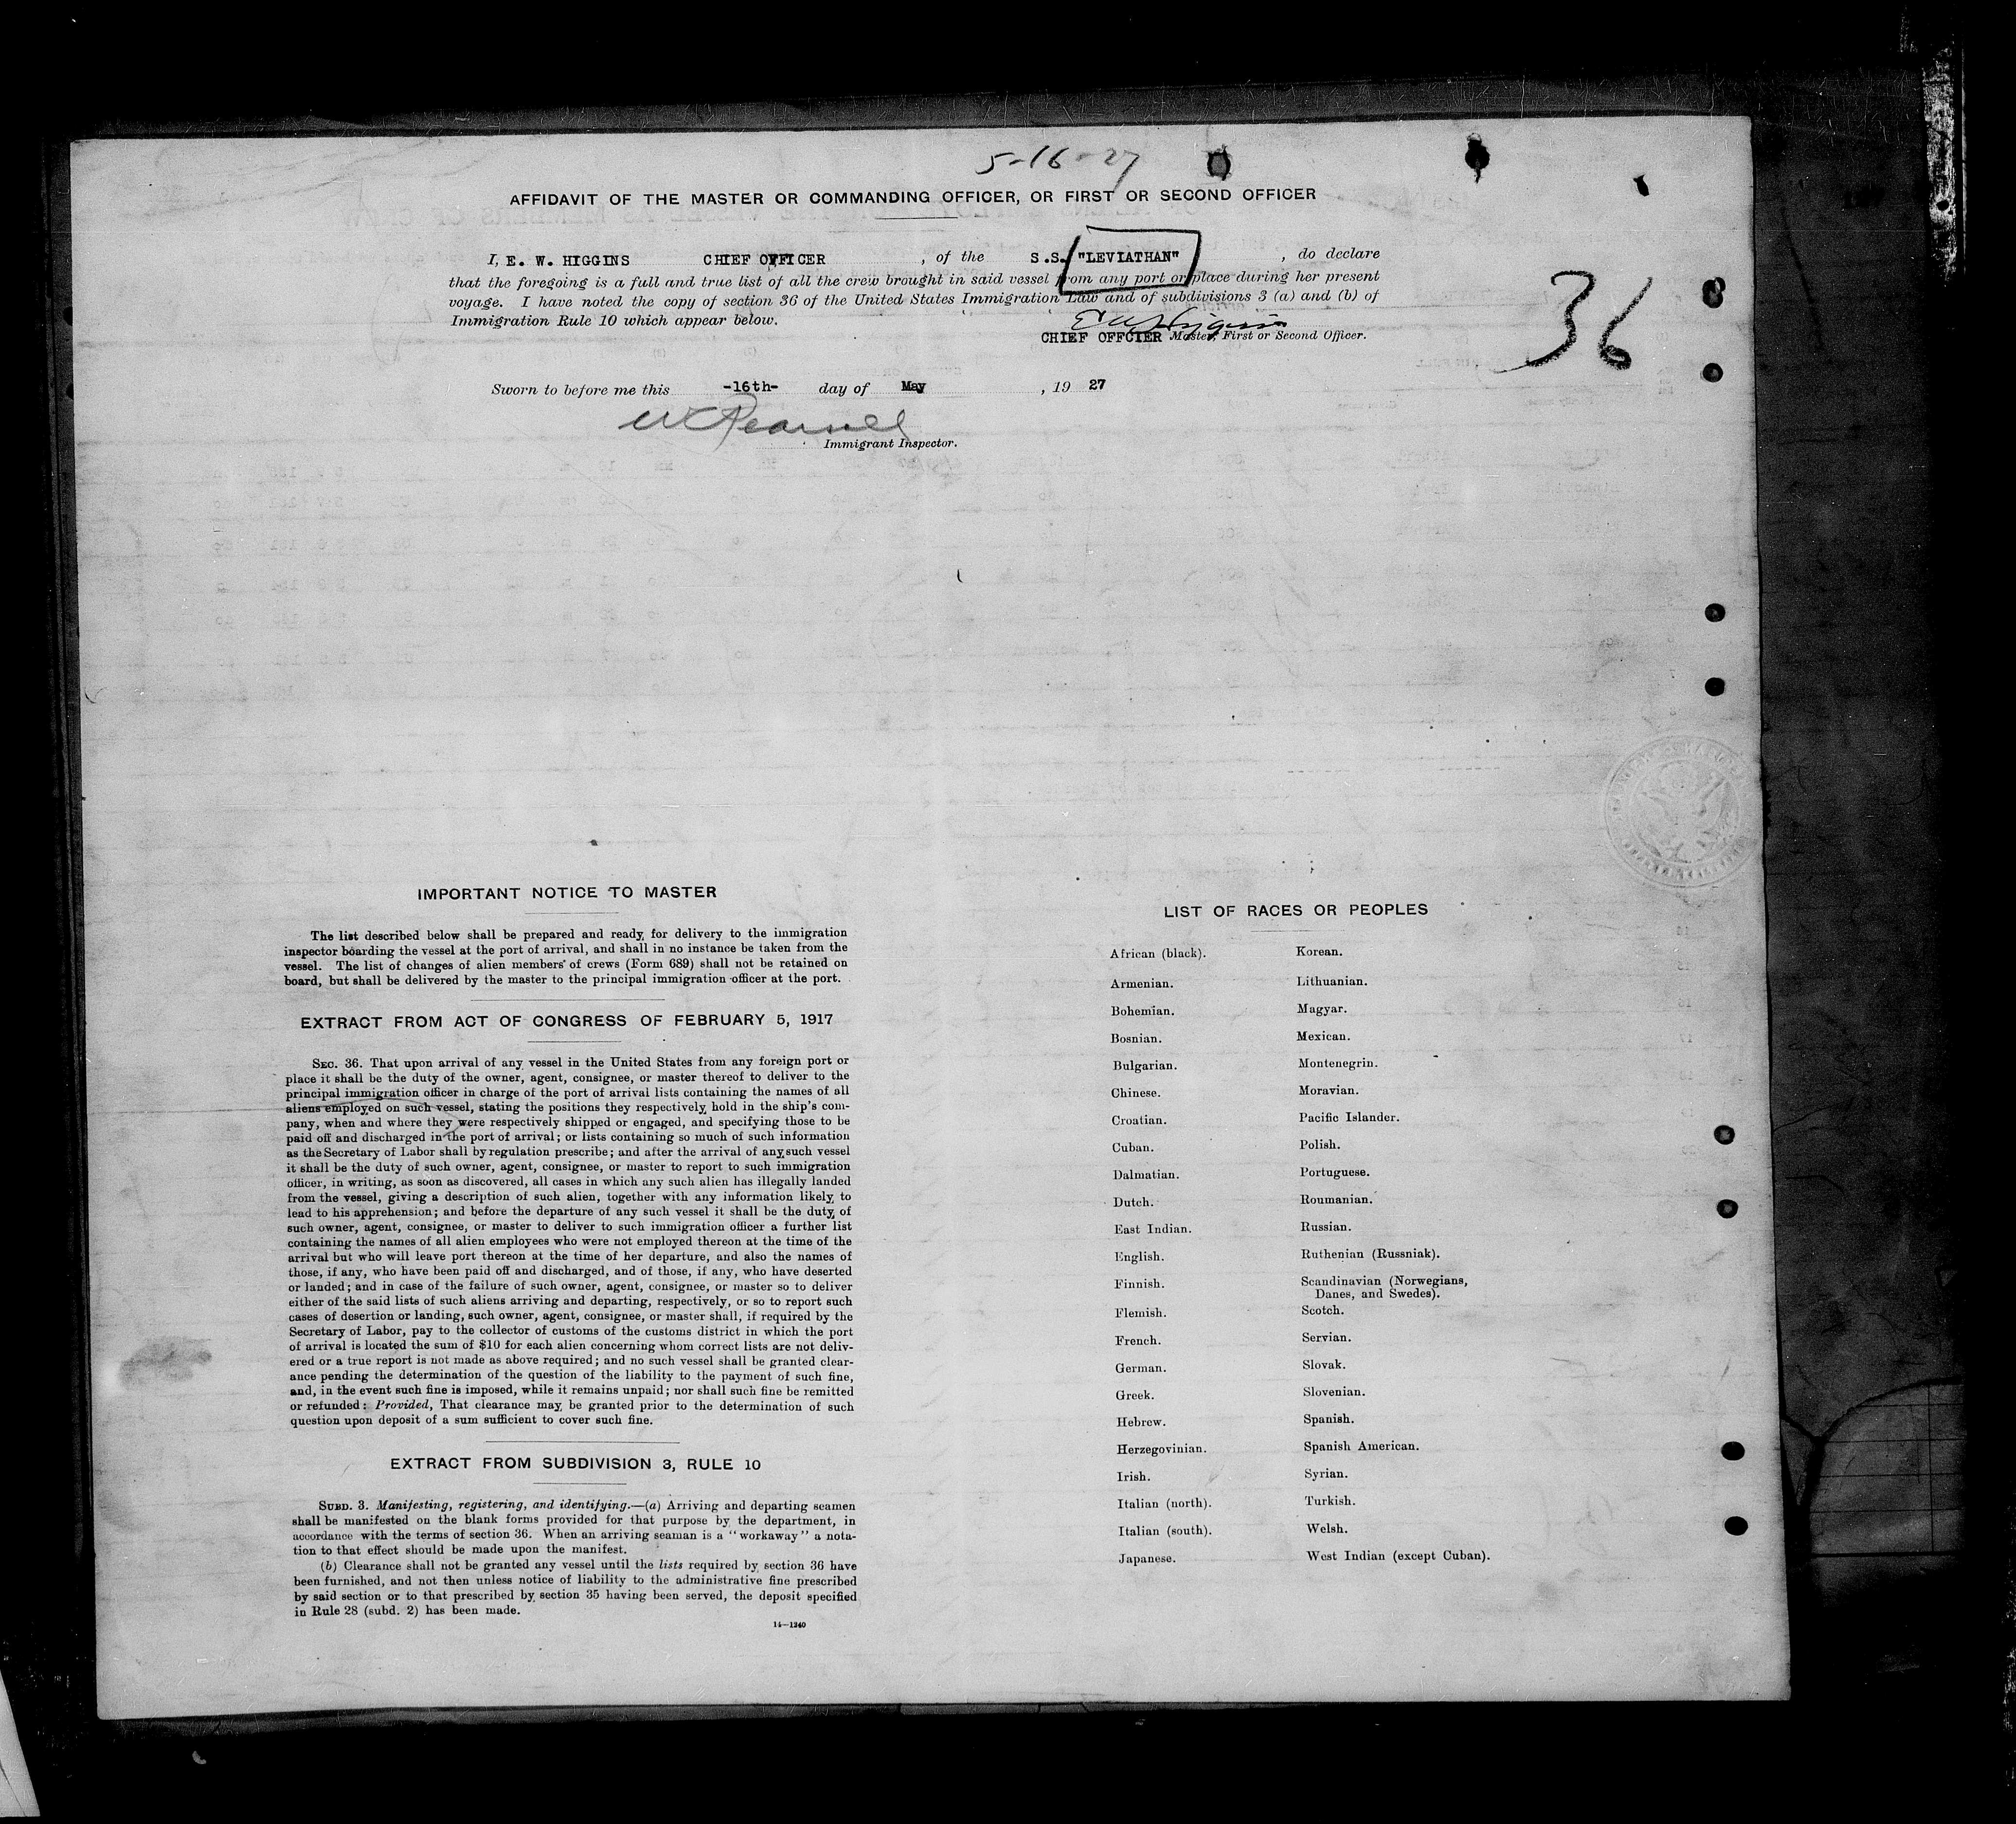 5-16-27
AFFIDAVIT OF THE MASTER OR COMMANDING OFFICER, OR FIRST OR SECOND OFFICER
I, E. W. HIGGINS CHIEF OFFICER , of the S.S. "LEVIATHAN" , do declare
that the foregoing is a full and true list of all the crew brought in said vessel from any port or place during her present
voyage. I have noted the copy of section 36 of the United States Immigration Law and of subdivisions 3 (a) and (b) of
Immigration Rule 10 which appear below.
36
E W Higgins
CHIEF OFFCIER Master, First or Second Officer.
Sworn to before me this -16th- day of May , 19 27
Immigrant Inspector.
IMPORTANT NOTICE TO MASTER
The list described below shall be prepared and ready for delivery to the immigration
inspector boarding the vessel at the port of arrival, and shall in no instance be taken from the
vessel. The list of changes of alien members of crews (Form 689) shall not be retained on
board, but shall be delivered by the master to the principal immigration officer at the port.
EXTRACT FROM ACT OF CONGRESS OF FEBRUARY 5, 1917
SEC. 36. That upon arrival of any vessel in the United States from any foreign port or
place it shall be the duty of the owner, agent, consignee, or master thereof to deliver to the
principal immigration officer in charge of the port of arrival lists containing the names of all
aliens employed on such vessel, stating the positions they respectively hold in the ship's com-
pany, when and where they were respectively shipped or engaged, and specifying those to be
paid off and discharged in the port of arrival; or lists containing so much of such information
as the Secretary of Labor shall by regulation prescribe; and after the arrival of any such vessel
it shall be the duty of such owner, agent, consignee, or master to report to such immigration
officer, in writing, as soon as discovered, all cases in which any such alien has illegally landed
from the vessel, giving a description of such alien, together with any information likely to
lead to his apprehension; and before the departure of any such vessel it shall be the duty of
such owner, agent, consignee, or master to deliver to such immigration officer a further list
containing the names of all alien employees who were not employed thereon at the time of the
arrival but who will leave port thereon at the time of her departure, and also the names of
those, if any, who have been paid off and discharged, and of those, if any, who have deserted
or landed; and in case of the failure of such owner, agent, consignee, or master so to deliver
either of the said lists of such aliens arriving and departing, respectively, or so to report such
cases of desertion or landing, such owner, agent, consignee, or master shall, if required by the
Secretary of Labor, pay to the collector of customs of the customs district in which the port
of arrival is located the sum of $10 for each alien concerning whom correct lists are not deliv-
ered or a true report is not made as above required; and no such vessel shall be granted clear-
ance pending the determination of the question of the liability to the payment of such fine,
and, in the event such fine is imposed, while it remains unpaid; nor shall such fine be remitted
or refunded: Provided, That clearance may be granted prior to the determination of such
question upon deposit of a sum sufficient to cover such fine.
EXTRACT FROM SUBDIVISION 3, RULE 10
SUBD. 3. Manifesting, registering, and identifying.—(a) Arriving and departing seamen
shall be manifested on the blank forms provided for that purpose by the department, in
accordance with the terms of section 36. When an arriving seaman is a "workaway" a nota-
tion to that effect should be made upon the manifest.
(b) Clearance shall not be granted any vessel until the lists required by section 36 have
been furnished, and not then unless notice of liability to the administrative fine prescribed
by said section or to that prescribed by section 35 having been served, the deposit specified
in Rule 28 (subd. 2) has been made.
14—1240
LIST OF RACES OR PEOPLES
African (black).
Armenian.
Bohemian.
Bosnian.
Bulgarian.
Chinese.
Croatian.
Cuban.
Dalmatian.
Dutch.
East Indian.
English.
Finnish.
Flemish.
French.
German.
Greek.
Hebrew.
Herzegovinian.
Irish.
Italian (north).
Italian (south).
Japanese.
Korean.
Lithuanian.
Magyar.
Mexican.
Montenegrin.
Moravian.
Pacific Islander.
Polish.
Portuguese.
Roumanian.
Russian.
Ruthenian (Russniak).
Scandinavian (Norwegians,
Danes, and Swedes).
Scotch.
Servian.
Slovak.
Slovenian.
Spanish.
Spanish American.
Syrian.
Turkish.
Welsh.
West Indian (except Cuban).